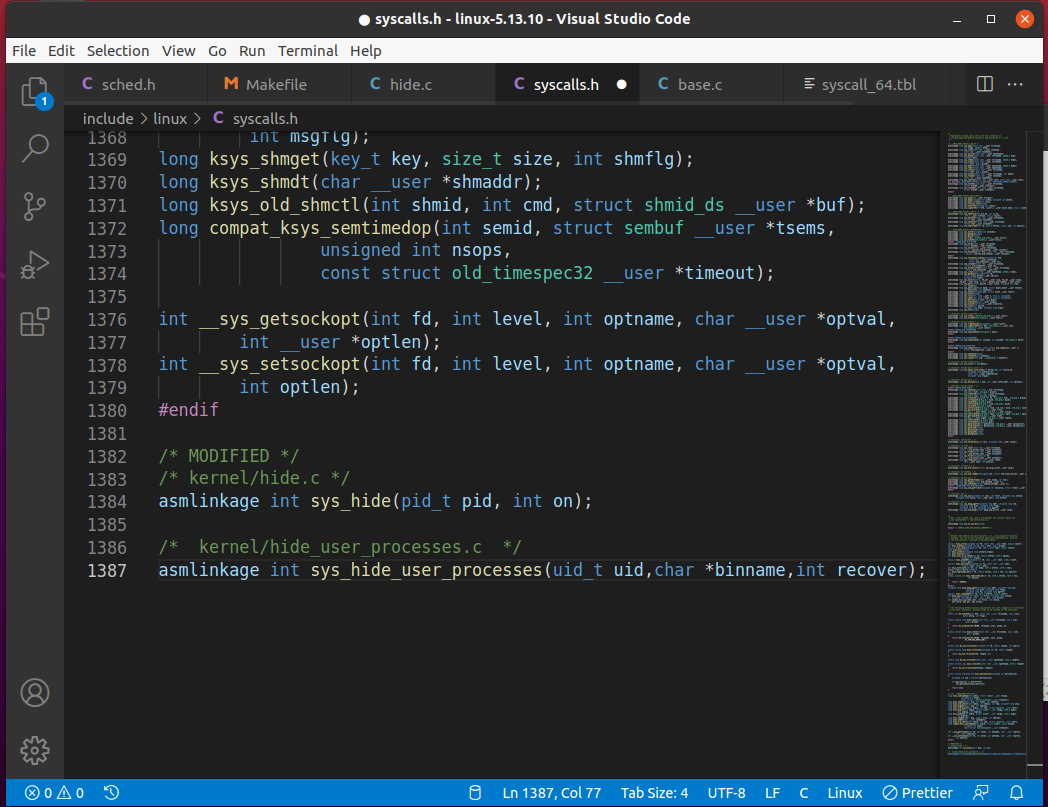 ● syscalls.h - linux-5.13.10 - Visual Studio Code
File Edit Selection View Go Run Terminal Help
C sched.h M Makefile C hide.c C syscalls.h ● C base.c syscall_64.tbl ···
1
include > linux > C syscalls.h
1368 int msgflg);
1369 long ksys_shmget(key_t key, size_t size, int shmflg);
1370 long ksys_shmdt(char __user *shmaddr);
1371 long ksys_old_shmctl(int shmid, int cmd, struct shmid_ds __user *buf);
1372 long compat_ksys_semtimedop(int semid, struct sembuf __user *tsems,
1373 unsigned int nsops,
1374 const struct old_timespec32 __user *timeout);
1375
1376 int __sys_getsockopt(int fd, int level, int optname, char __user *optval,
1377 int __user *optlen);
1378 int __sys_setsockopt(int fd, int level, int optname, char __user *optval,
1379 int optlen);
1380 #endif
1381
1382 /* MODIFIED */
1383 /* kernel/hide.c */
1384 asmlinkage int sys_hide(pid_t pid, int on);
1385
1386 /*  kernel/hide_user_processes.c  */
1387 asmlinkage int sys_hide_user_processes(uid_t uid,char *binname,int recover);
0 0 Ln 1387, Col 77 Tab Size: 4 UTF-8 LF C Linux Prettier